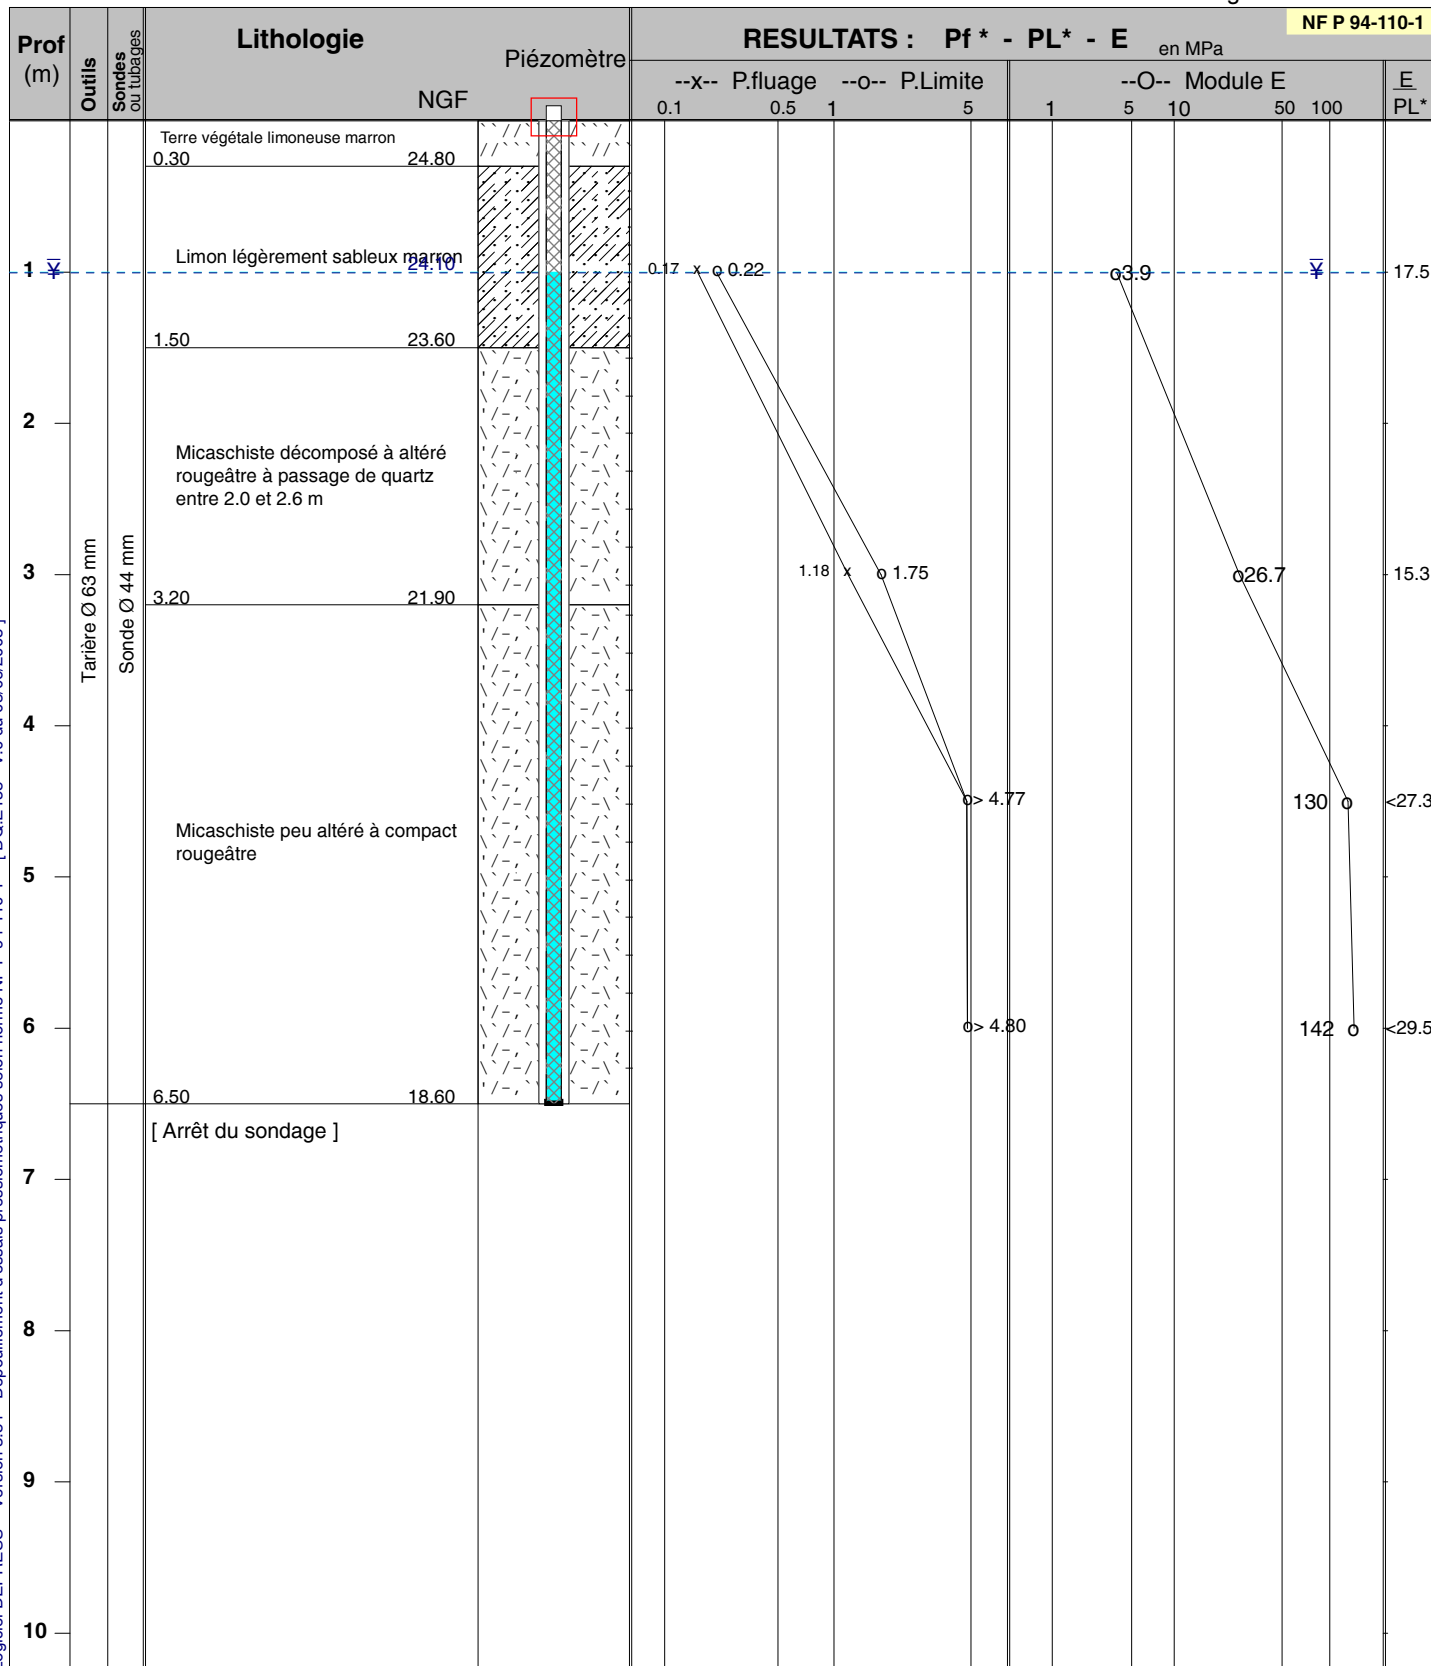 NF P 94-110-1
Prof
(m)
Outils
Sondes
ou tubages
Lithologie
Piézomètre
NGF
RESULTATS : Pf * - PL* - E en MPa
--x-- P.fluage --o-- P.Limite
--O-- Module E
E
PL*
0.1 0.5 1 5
1 5 10 50 100
Terre végétale limoneuse marron
0.30 24.80
Limon légèrement sableux marron
24.10
1
0.17 x o 0.22
o3.9
17.5
1.50 23.60
2
Micaschiste décomposé à altéré
rougeâtre à passage de quartz
entre 2.0 et 2.6 m
3
1.18 x o 1.75
o26.7
15.3
3.20 21.90
Tarière Ø 63 mm
Sonde Ø 44 mm
4
o> 4.77
130 o
<27.3
Micaschiste peu altéré à compact
rougeâtre
5
6
o> 4.80
142 o
<29.5
6.50 18.60
[ Arrêt du sondage ]
7
8
9
10